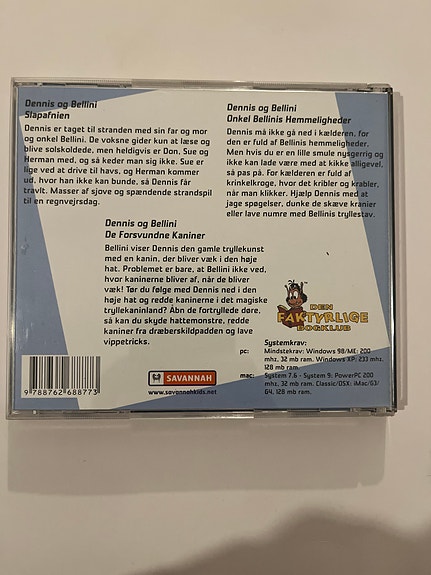 Dennis og Bellini
Slapafnien
Dennis er taget til stranden med sin far og mor
og onkel Bellini. De voksne gider kun at læse og
blive solskoldede, men heldigvis er Don, Sue og
Herman med, og så keder man sig ikke. Sue er
lige ved at drive til havs, og Herman kommer
ud, hvor han ikke kan bunde, så Dennis får
travlt. Masser af sjove og spændende strandspil
til en regnvejrsdag.
Dennis og Bellini
Onkel Bellinis Hemmeligheder
Dennis må ikke gå ned i kælderen, for
den er fuld af Bellinis hemmeligheder.
Men hvis du er en lille smule nysgerrig og
ikke kan lade være med at kikke alligevel,
så pas på. For kælderen er fuld af
krinkelkroge, hvor det kribler og krabler,
når man klikker. Hjælp Dennis med at
jage spøgelser, dunke de skæve kranier
eller lave numre med Bellinis tryllestav.
Dennis og Bellini
De Forsvundne Kaniner
Bellini viser Dennis den gamle tryllekunst
med en kanin, der bliver væk i den høje
hat. Problemet er bare, at Bellini ikke ved,
hvor kaninerne bliver af, når de bliver
væk! Tør du følge med Dennis ned i den
høje hat og redde kaninerne i det magiske
tryllekaninland? Åbn de fortryllede døre,
så kan du skyde hattemonstre, redde
kaniner fra dræberskildpadden og lave
vippetricks.
DEN
FAKTYRLIGE
BOGKLUB
Systemkrav:
pc: Mindstekrav: Windows 98/ME: 200
mhz. 32 mb ram. Windows XP: 233 mhz.
128 mb ram.
mac: System 7.6 - System 9: PowerPC 200
mhz. 32 mb ram. Classic/OSX: iMac/G3/
G4, 128 mb ram.
SAVANNAH
www.savannahkids.net
9 788762 688773